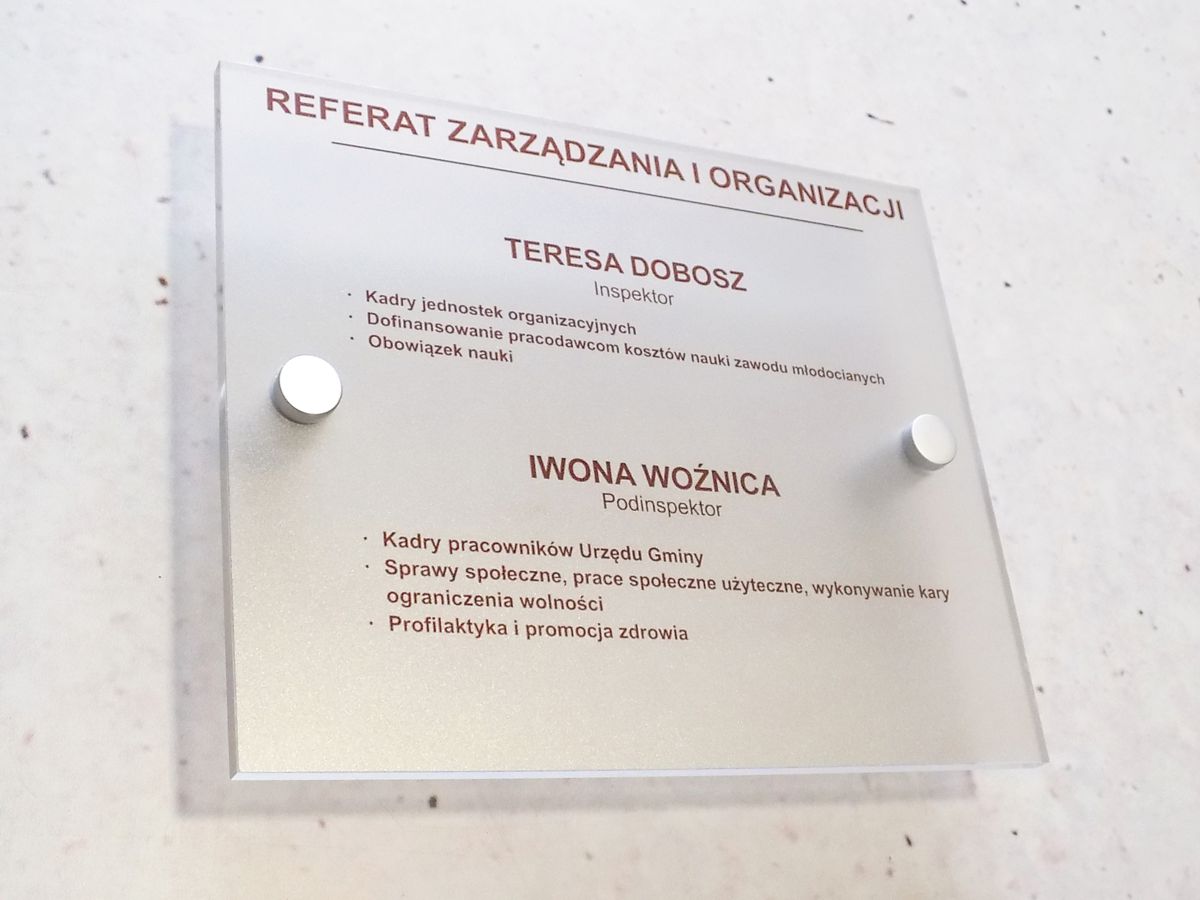 REFERAT ZARZĄDZANIA I ORGANIZACJI
TERESA DOBOSZ
Inspektor
· Kadry jednostek organizacyjnych
· Dofinansowanie pracodawcom kosztów nauki zawodu młodocianych
· Obowiązek nauki
IWONA WOŹNICA
Podinspektor
· Kadry pracowników Urzędu Gminy
· Sprawy społeczne, prace społeczne użyteczne, wykonywanie kary
ograniczenia wolności
· Profilaktyka i promocja zdrowia